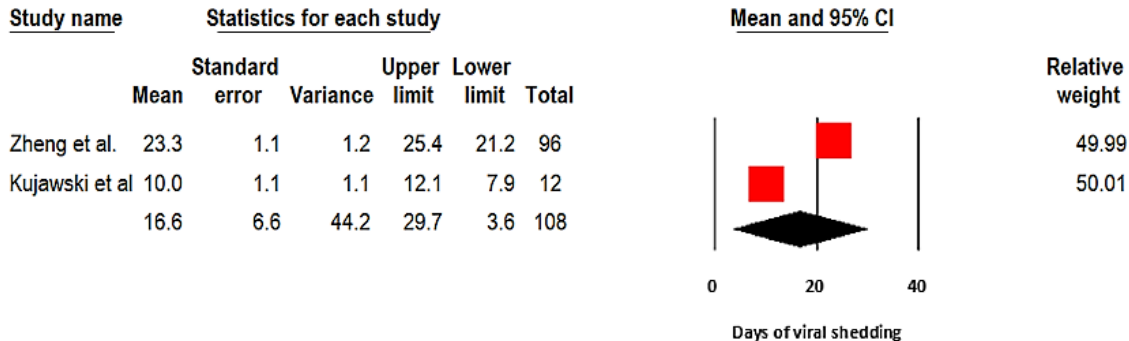 Study name Statistics for each study Mean and 95% CI
Standard Upper Lower Relative
Mean error Variance limit limit Total weight
Zheng et al. 23.3 1.1 1.2 25.4 21.2 96 49.99
Kujawski et al 10.0 1.1 1.1 12.1 7.9 12 50.01
16.6 6.6 44.2 29.7 3.6 108
0 20 40
Days of viral shedding